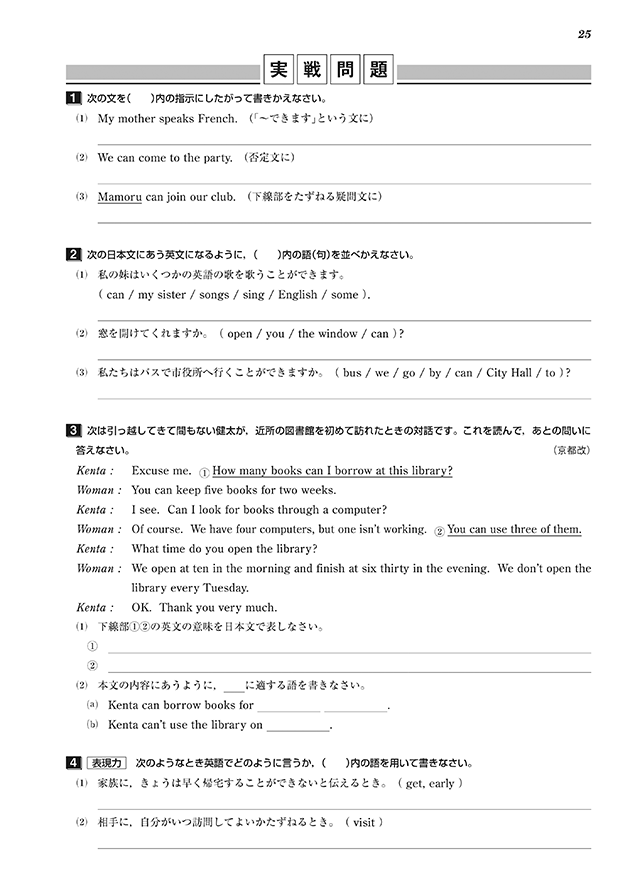 25
実戦問題
1 次の文を(　　)内の指示にしたがって書きかえなさい。
(1) My mother speaks French. (「～できます」という文に)
(2) We can come to the party. (否定文に)
(3) Mamoru can join our club. (下線部をたずねる疑問文に)
2 次の日本文にあう英文になるように，(　　)内の語(句)を並べかえなさい。
(1) 私の妹はいくつかの英語の歌を歌うことができます。
( can / my sister / songs / sing / English / some ).
(2) 窓を開けてくれますか。( open / you / the window / can )?
(3) 私たちはバスで市役所へ行くことができますか。( bus / we / go / by / can / City Hall / to )?
3 次は引っ越してきて間もない健太が，近所の図書館を初めて訪れたときの対話です。これを読んで，あとの問いに
答えなさい。 (京都改)
Kenta : Excuse me. ① How many books can I borrow at this library?
Woman : You can keep five books for two weeks.
Kenta : I see. Can I look for books through a computer?
Woman : Of course. We have four computers, but one isn't working. ② You can use three of them.
Kenta : What time do you open the library?
Woman : We open at ten in the morning and finish at six thirty in the evening. We don't open the
library every Tuesday.
Kenta : OK. Thank you very much.
(1) 下線部①②の英文の意味を日本文で表しなさい。
①
②
(2) 本文の内容にあうように，___に適する語を書きなさい。
(a) Kenta can borrow books for ________ ________.
(b) Kenta can't use the library on ________.
4 表現力 次のようなとき英語でどのように言うか，(　　)内の語を用いて書きなさい。
(1) 家族に，きょうは早く帰宅することができないと伝えるとき。( get, early )
(2) 相手に，自分がいつ訪問してよいかたずねるとき。( visit )